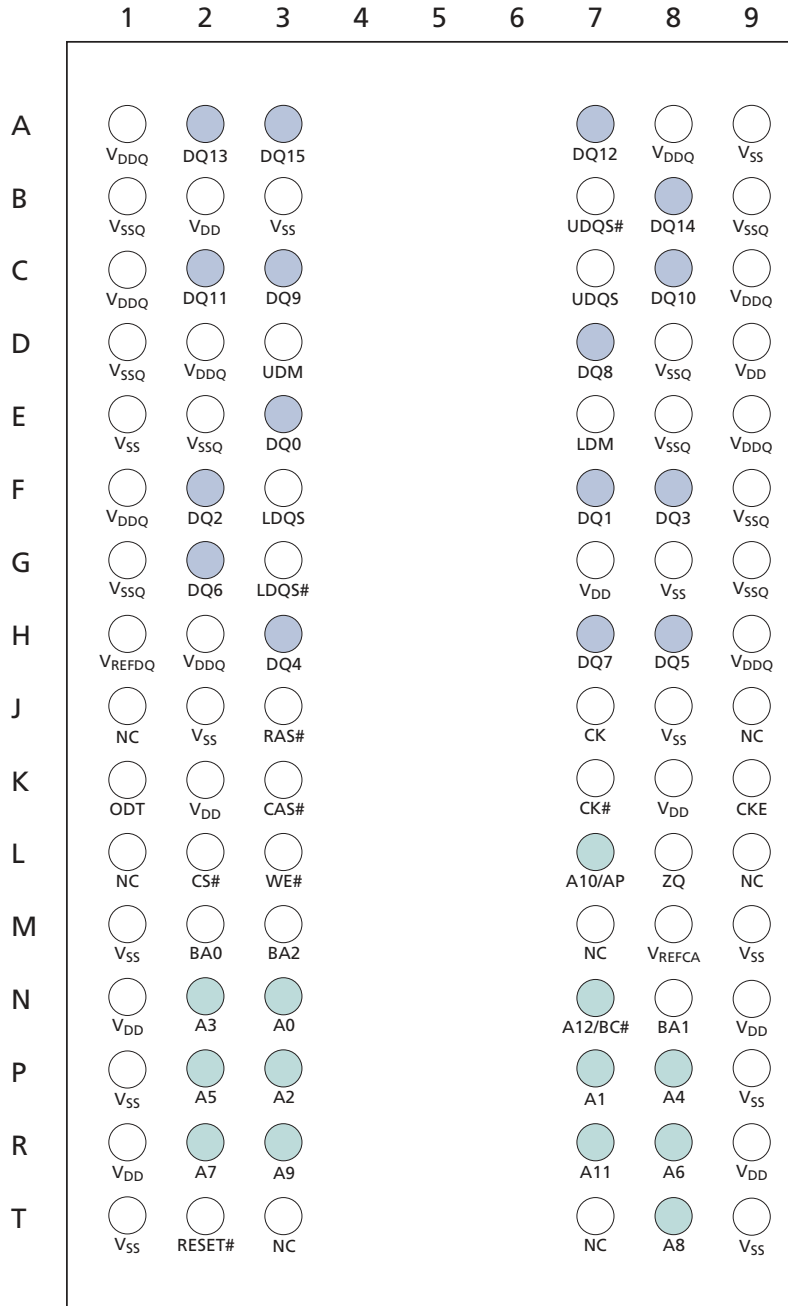 1 2 3 4 5 6 7 8 9
A
VDDQ DQ13 DQ15 DQ12 VDDQ VSS
B
VSSQ VDD VSS UDQS# DQ14 VSSQ
C
VDDQ DQ11 DQ9 UDQS DQ10 VDDQ
D
VSSQ VDDQ UDM DQ8 VSSQ VDD
E
VSS VSSQ DQ0 LDM VSSQ VDDQ
F
VDDQ DQ2 LDQS DQ1 DQ3 VSSQ
G
VSSQ DQ6 LDQS# VDD VSS VSSQ
H
VREFDQ VDDQ DQ4 DQ7 DQ5 VDDQ
J
NC VSS RAS# CK VSS NC
K
ODT VDD CAS# CK# VDD CKE
L
NC CS# WE# A10/AP ZQ NC
M
VSS BA0 BA2 NC VREFCA VSS
N
VDD A3 A0 A12/BC# BA1 VDD
P
VSS A5 A2 A1 A4 VSS
R
VDD A7 A9 A11 A6 VDD
T
VSS RESET# NC NC A8 VSS